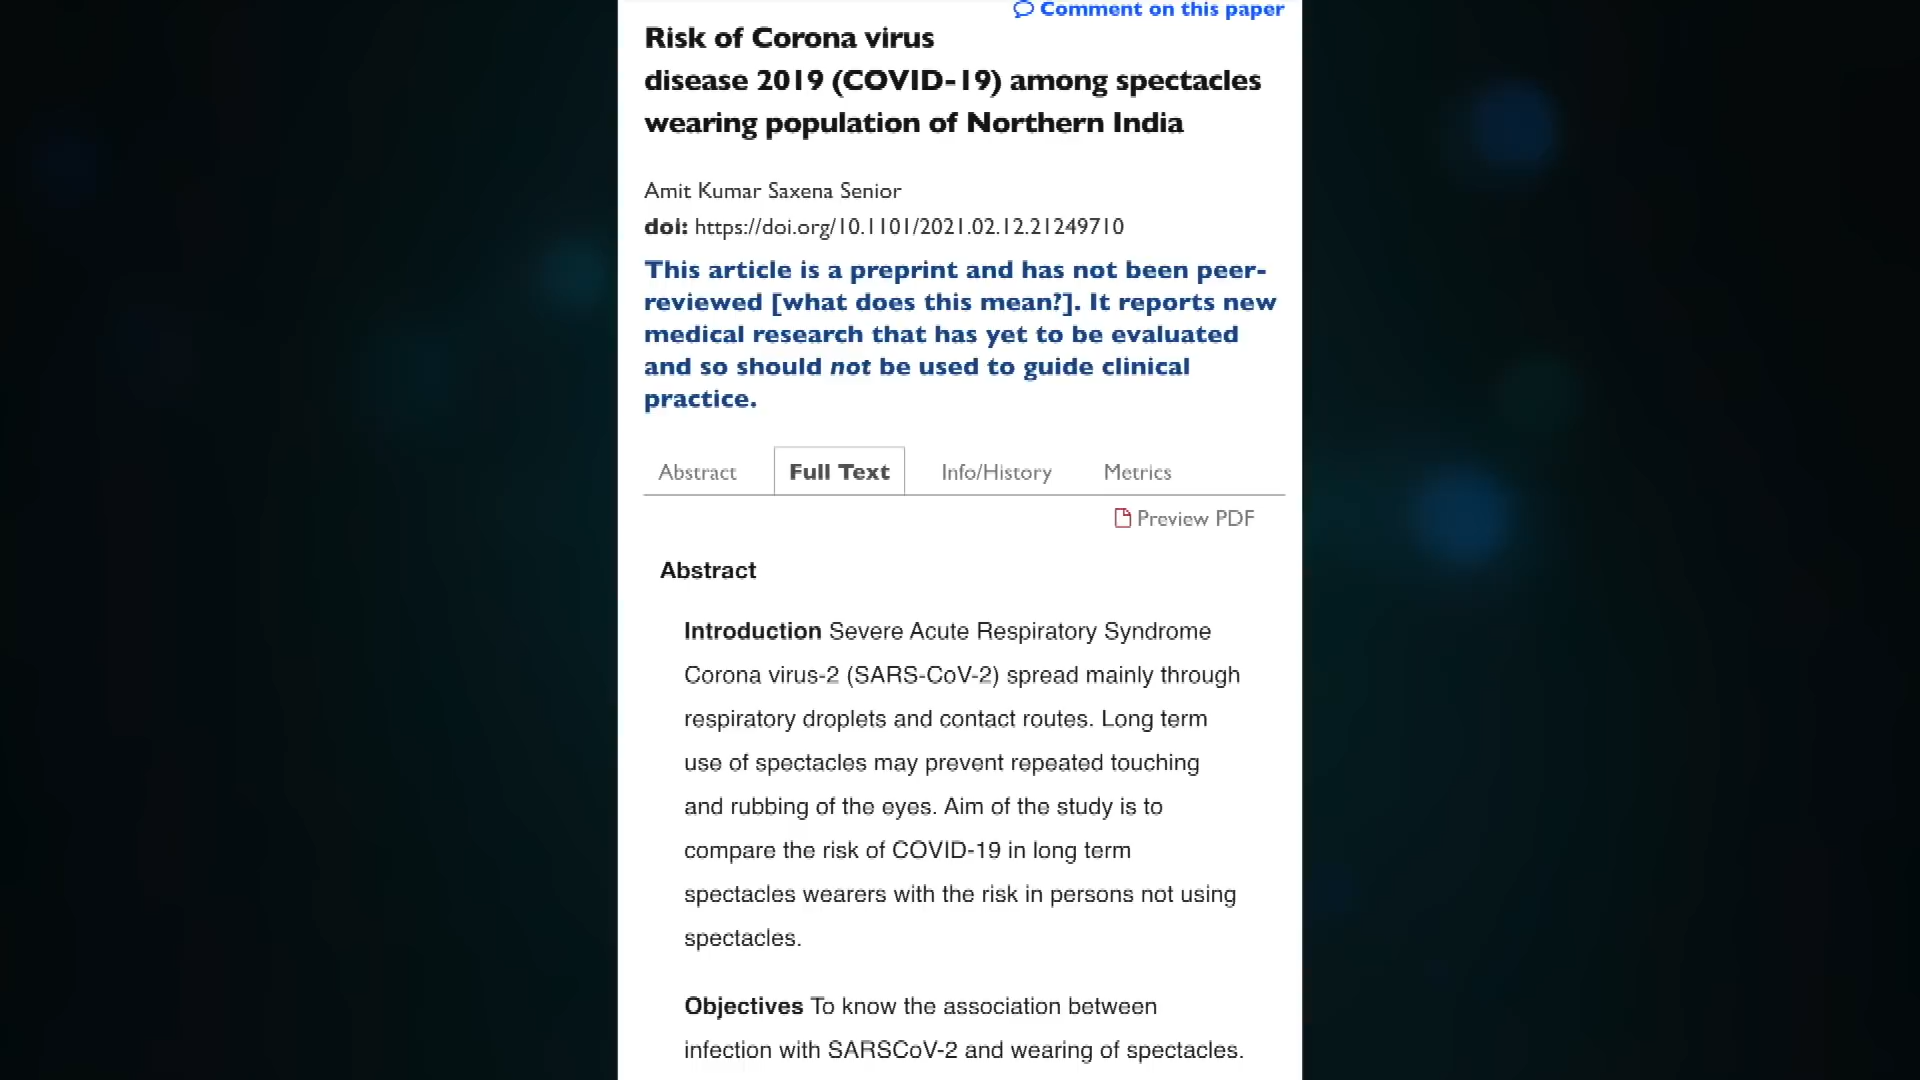 Comment on this paper
Risk of Corona virus
disease 2019 (COVID-19) among spectacles
wearing population of Northern India
Amit Kumar Saxena Senior
doi: https://doi.org/10.1101/2021.02.12.21249710
This article is a preprint and has not been peer-
reviewed [what does this mean?]. It reports new
medical research that has yet to be evaluated
and so should not be used to guide clinical
practice.
Abstract Full Text Info/History Metrics
Preview PDF
Abstract
Introduction Severe Acute Respiratory Syndrome
Corona virus-2 (SARS-CoV-2) spread mainly through
respiratory droplets and contact routes. Long term
use of spectacles may prevent repeated touching
and rubbing of the eyes. Aim of the study is to
compare the risk of COVID-19 in long term
spectacles wearers with the risk in persons not using
spectacles.
Objectives To know the association between
infection with SARSCoV-2 and wearing of spectacles.